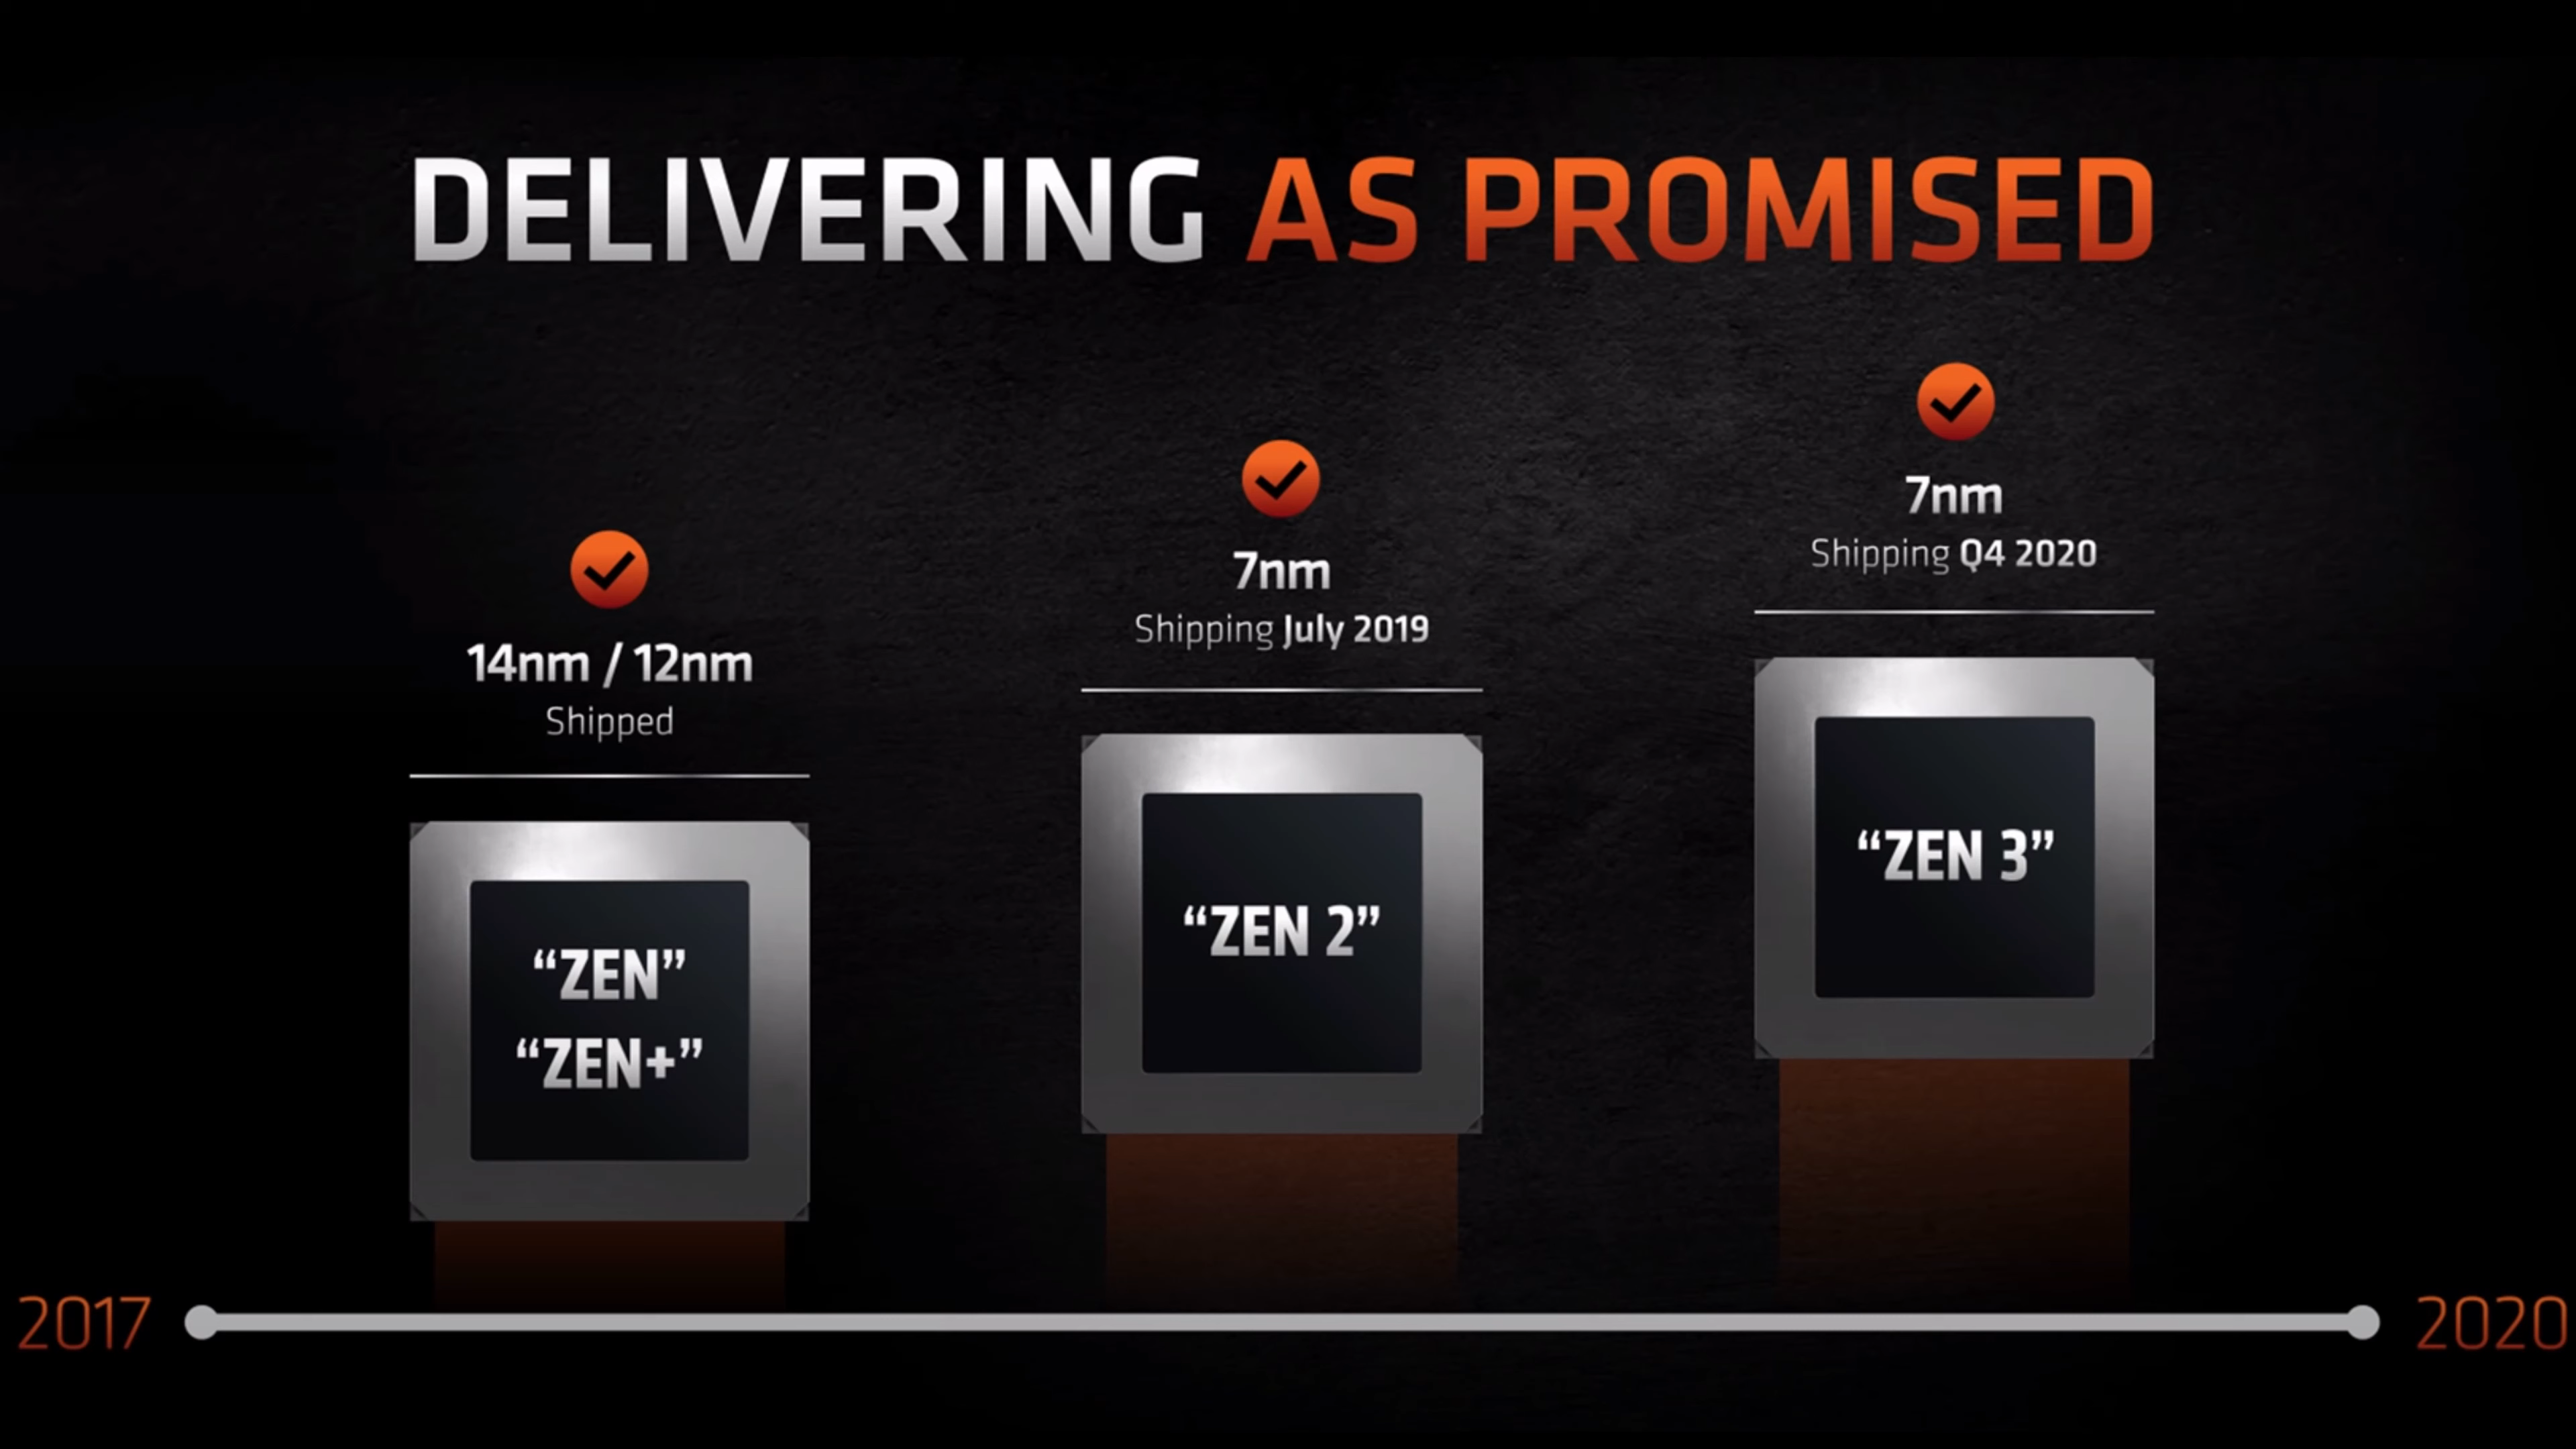 DELIVERING AS PROMISED
14nm / 12nm
Shipped
“ZEN”
“ZEN+”
7nm
Shipping July 2019
“ZEN 2”
7nm
Shipping Q4 2020
“ZEN 3”
2017
2020